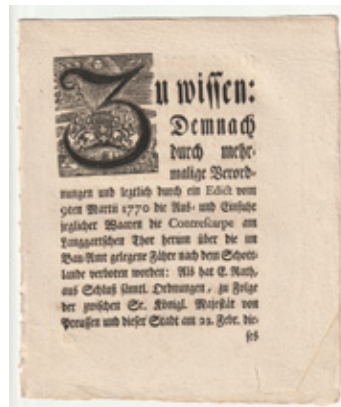 Zu wissen:
Demnach
durch mehr-
malige Verord-
nungen und leztlich durch ein Edict vom
9ten Martii 1770 die Aus- und Einfuhr
jeglicher Waaren die Contrescarpe am
Langgartschen Thor herum über die im
Bau-Amt gelegene Fähre nach dem Schott-
lande verboten worden: Als hat E. Rath,
aus Schluß sämtl. Ordnungen, zu Folge
der zwischen Sr. Königl. Majestät von
Preussen und dieser Stadt am 22. Febr. die-
ses